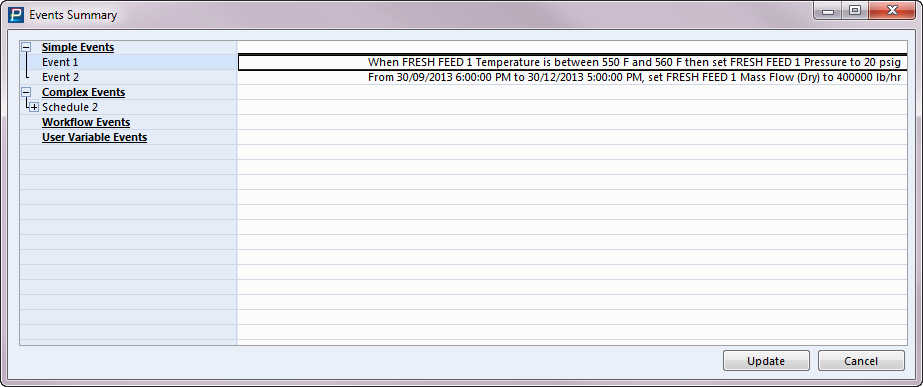 Events Summary
Simple Events
Event 1 When FRESH FEED 1 Temperature is between 550 F and 560 F then set FRESH FEED 1 Pressure to 20 psig
Event 2 From 30/09/2013 6:00:00 PM to 30/12/2013 5:00:00 PM, set FRESH FEED 1 Mass Flow (Dry) to 400000 lb/hr
Complex Events
Schedule 2
Workflow Events
User Variable Events
Update Cancel